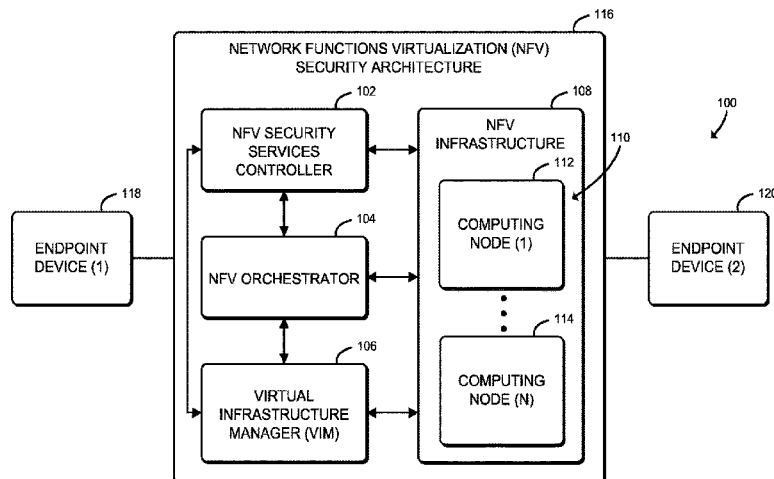 116
NETWORK FUNCTIONS VIRTUALIZATION (NFV)
SECURITY ARCHITECTURE
102
NFV SECURITY
SERVICES
CONTROLLER
108
NFV
INFRASTRUCTURE
100
110
112
COMPUTING
NODE (1)
118
ENDPOINT
DEVICE (1)
104
NFV ORCHESTRATOR
120
ENDPOINT
DEVICE (2)
106
VIRTUAL
INFRASTRUCTURE
MANAGER (VIM)
114
COMPUTING
NODE (N)